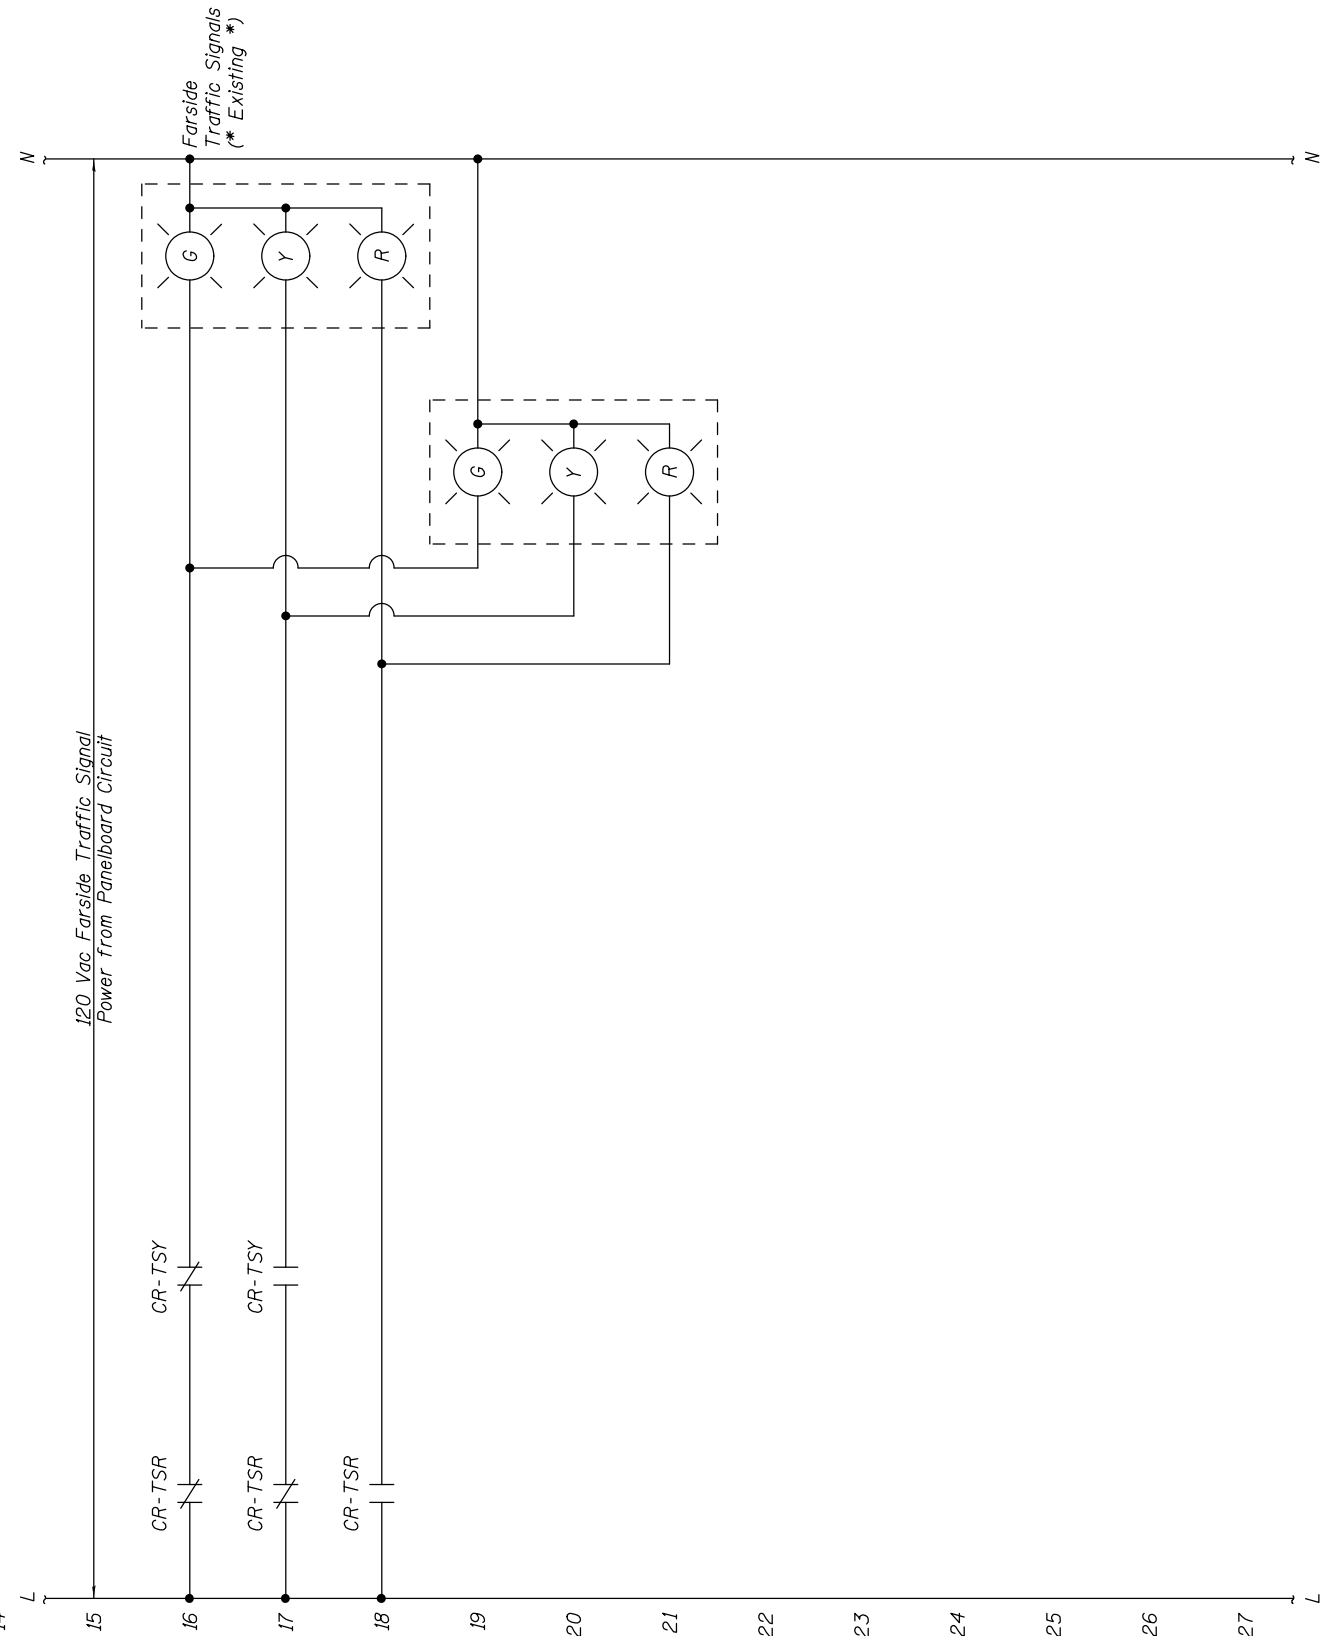 L
N
14
15
120 Vac Farside Traffic Signal
Power from Panelboard Circuit
16
CR-TSR
CR-TSY
G
Farside
Traffic Signals
(* Existing *)
17
CR-TSR
CR-TSY
Y
18
CR-TSR
R
19
G
20
Y
21
R
22
23
24
25
26
27
L
N